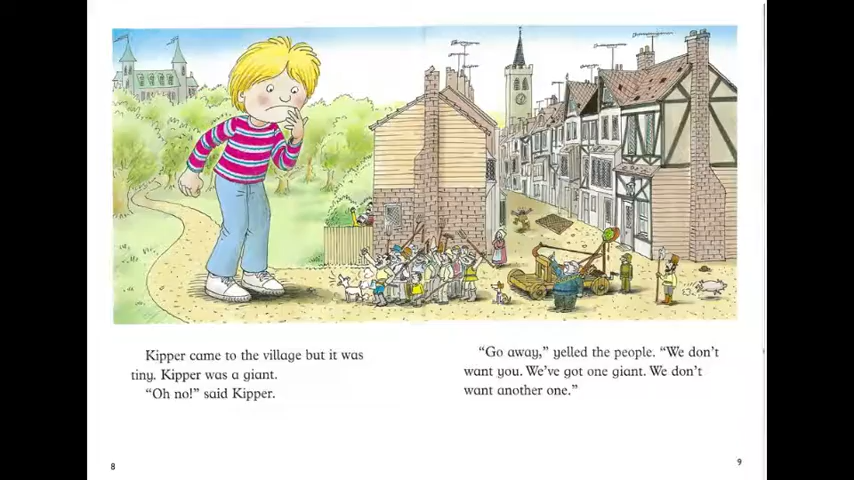 Kipper came to the village but it was
tiny. Kipper was a giant.
"Oh no!" said Kipper.
8
"Go away," yelled the people. "We don't
want you. We've got one giant. We don't
want another one."
9